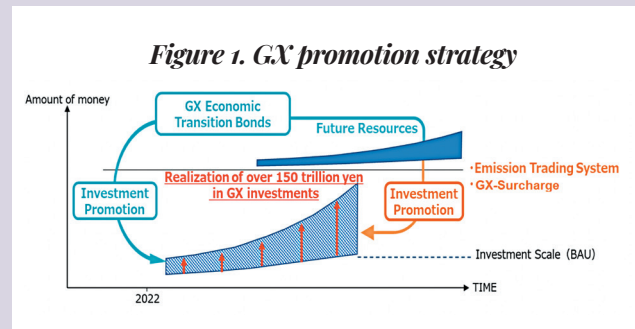 Figure 1. GX promotion strategy
Amount of money
GX Economic
Transition Bonds
Future Resources
Realization of over 150 trillion yen
in GX investments
・Emission Trading System
・GX-Surcharge
Investment
Promotion
Investment
Promotion
Investment Scale (BAU)
TIME
2022